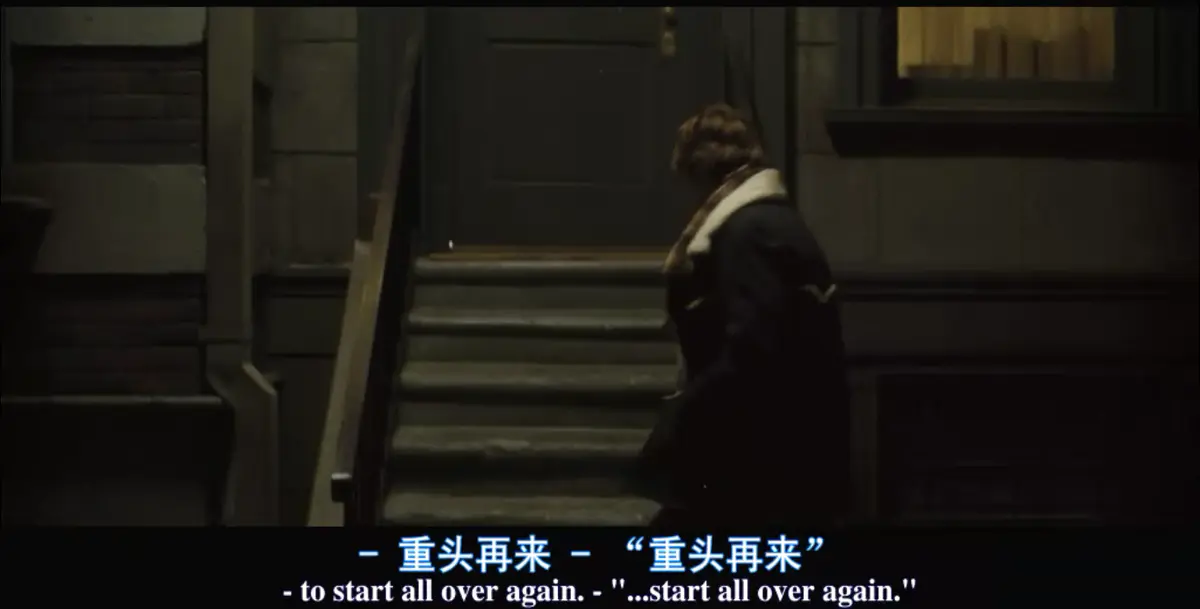 - 重头再来 - “重头再来”
- to start all over again. - "...start all over again."